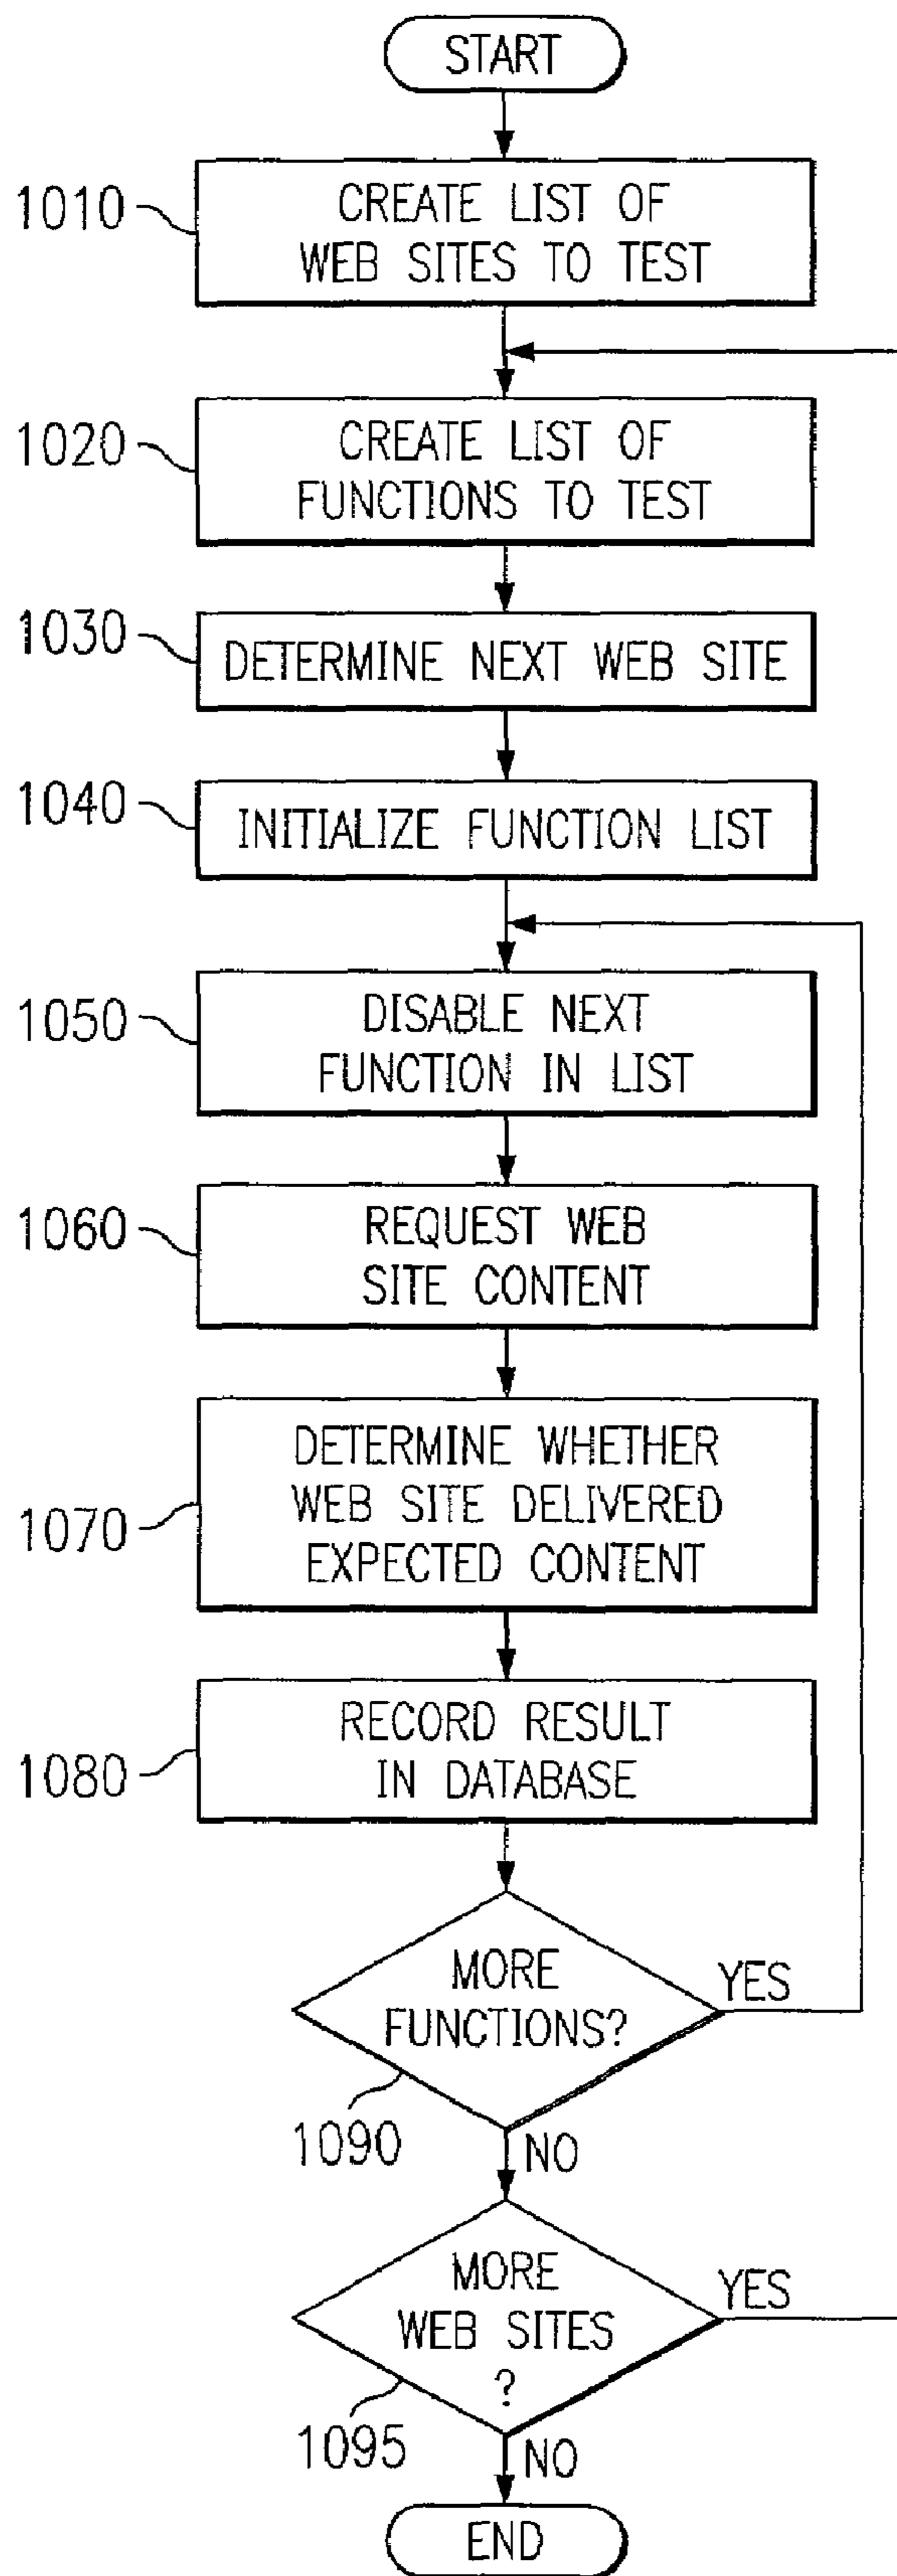 START
1010
CREATE LIST OF
WEB SITES TO TEST
1020
CREATE LIST OF
FUNCTIONS TO TEST
1030
DETERMINE NEXT WEB SITE
1040
INITIALIZE FUNCTION LIST
1050
DISABLE NEXT
FUNCTION IN LIST
1060
REQUEST WEB
SITE CONTENT
1070
DETERMINE WHETHER
WEB SITE DELIVERED
EXPECTED CONTENT
1080
RECORD RESULT
IN DATABASE
MORE
FUNCTIONS?
YES
1090
NO
MORE
WEB SITES
?
YES
1095
NO
END